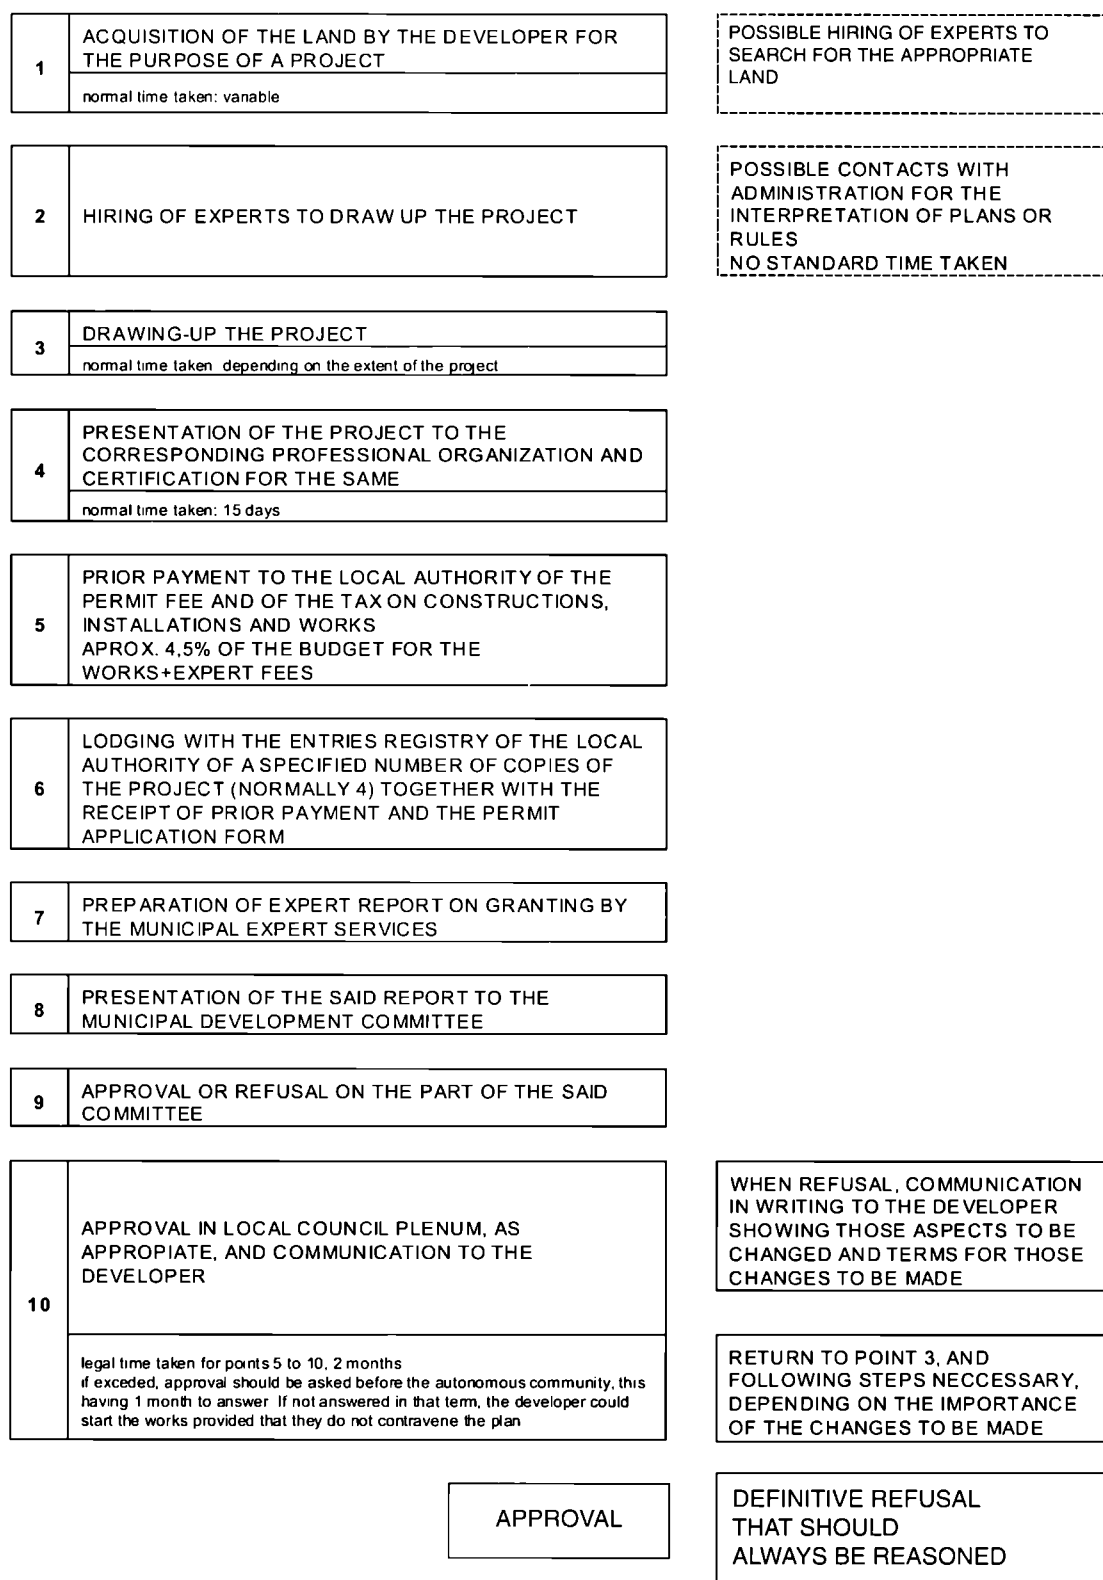 1
ACQUISITION OF THE LAND BY THE DEVELOPER FOR
THE PURPOSE OF A PROJECT
normal time taken: variable
POSSIBLE HIRING OF EXPERTS TO
SEARCH FOR THE APPROPRIATE
LAND
2
HIRING OF EXPERTS TO DRAW UP THE PROJECT
POSSIBLE CONTACTS WITH
ADMINISTRATION FOR THE
INTERPRETATION OF PLANS OR
RULES
NO STANDARD TIME TAKEN
3
DRAWING-UP THE PROJECT
normal time taken depending on the extent of the project
4
PRESENTATION OF THE PROJECT TO THE
CORRESPONDING PROFESSIONAL ORGANIZATION AND
CERTIFICATION FOR THE SAME
normal time taken: 15 days
5
PRIOR PAYMENT TO THE LOCAL AUTHORITY OF THE
PERMIT FEE AND OF THE TAX ON CONSTRUCTIONS,
INSTALLATIONS AND WORKS
APROX. 4,5% OF THE BUDGET FOR THE
WORKS+EXPERT FEES
6
LODGING WITH THE ENTRIES REGISTRY OF THE LOCAL
AUTHORITY OF A SPECIFIED NUMBER OF COPIES OF
THE PROJECT (NORMALLY 4) TOGETHER WITH THE
RECEIPT OF PRIOR PAYMENT AND THE PERMIT
APPLICATION FORM
7
PREPARATION OF EXPERT REPORT ON GRANTING BY
THE MUNICIPAL EXPERT SERVICES
8
PRESENTATION OF THE SAID REPORT TO THE
MUNICIPAL DEVELOPMENT COMMITTEE
9
APPROVAL OR REFUSAL ON THE PART OF THE SAID
COMMITTEE
10
APPROVAL IN LOCAL COUNCIL PLENUM, AS
APPROPIATE, AND COMMUNICATION TO THE
DEVELOPER
legal time taken for points 5 to 10, 2 months
if exceded, approval should be asked before the autonomous community, this
having 1 month to answer If not answered in that term, the developer could
start the works provided that they do not contravene the plan
WHEN REFUSAL, COMMUNICATION
IN WRITING TO THE DEVELOPER
SHOWING THOSE ASPECTS TO BE
CHANGED AND TERMS FOR THOSE
CHANGES TO BE MADE
RETURN TO POINT 3, AND
FOLLOWING STEPS NECCESSARY,
DEPENDING ON THE IMPORTANCE
OF THE CHANGES TO BE MADE
APPROVAL
DEFINITIVE REFUSAL
THAT SHOULD
ALWAYS BE REASONED